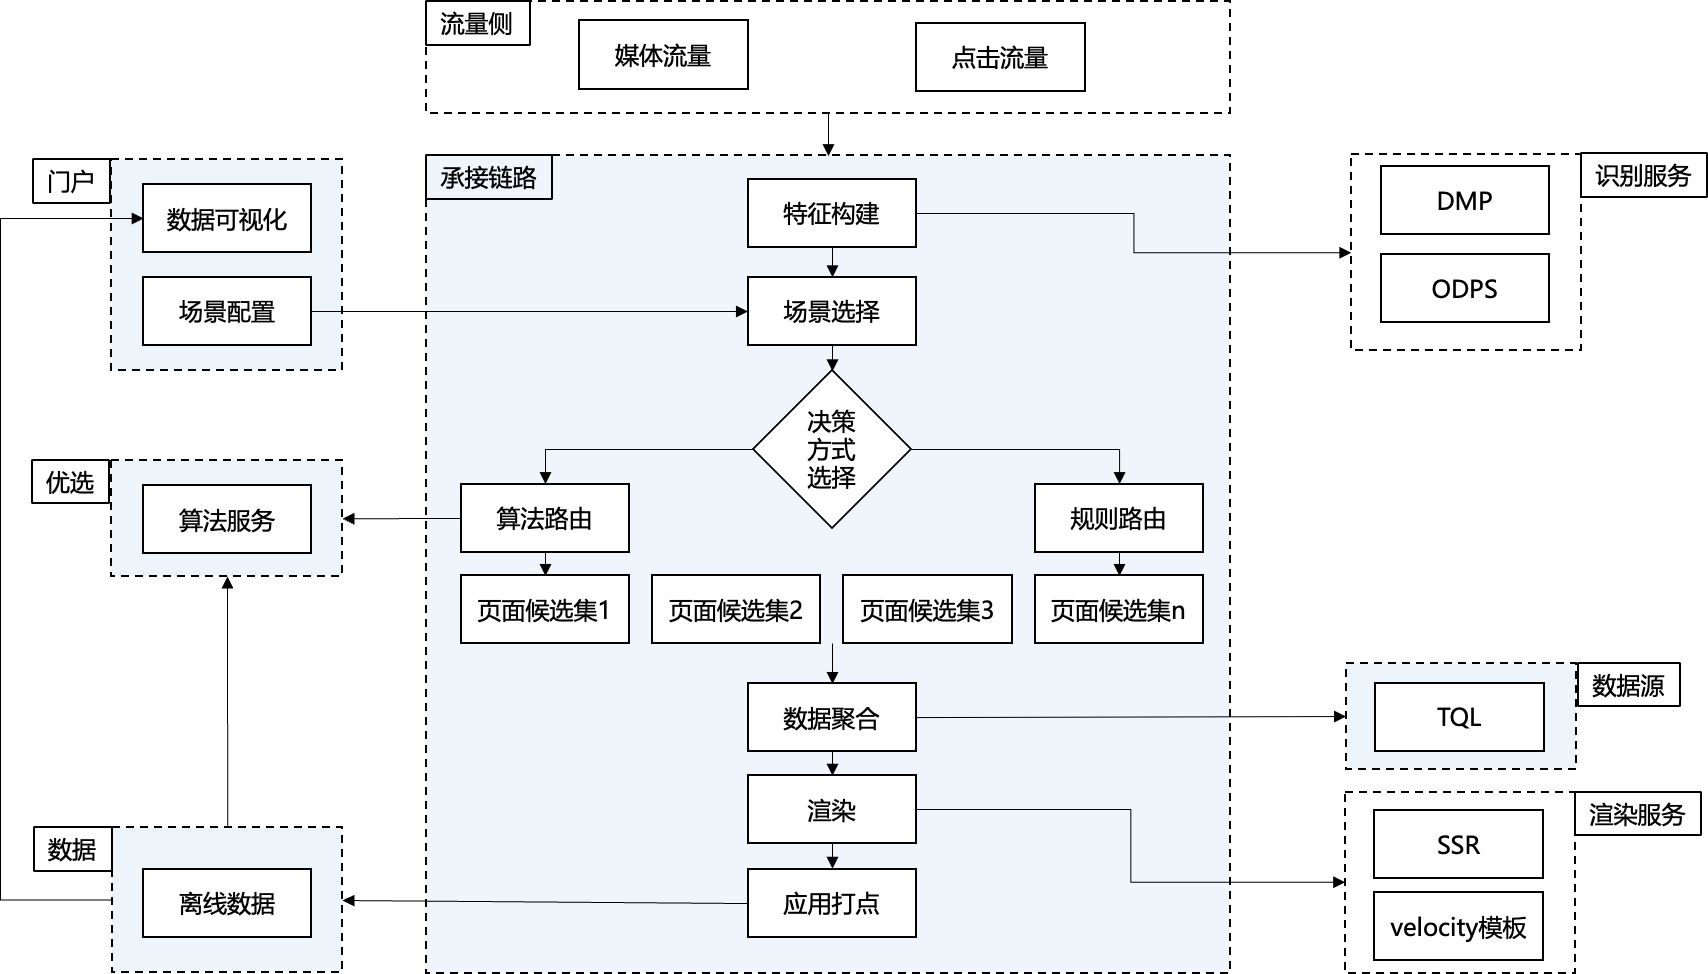 流量侧
媒体流量
点击流量
门户
数据可视化
场景配置
承接链路
特征构建
场景选择
决策
方式
选择
识别服务
DMP
ODPS
优选
算法服务
算法路由
规则路由
页面候选集1
页面候选集2
页面候选集3
页面候选集n
数据聚合
渲染
应用打点
数据源
TQL
渲染服务
SSR
velocity模板
数据
离线数据